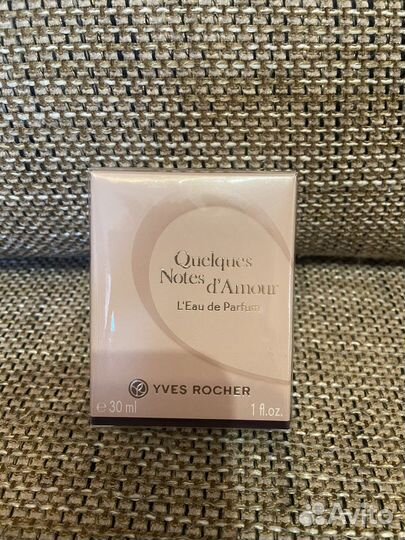 Quelques
Notes d'Amour
L'Eau de Parfum
YVES ROCHER
e 30 ml 1 fl.oz.
Avito